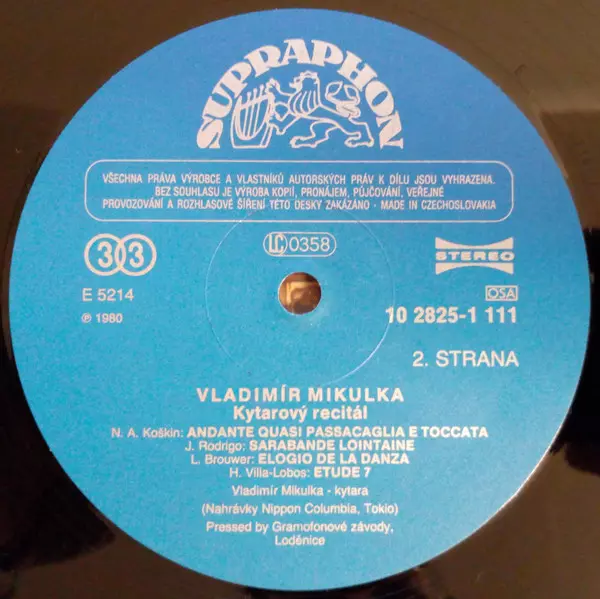 SUPRAPHON
VŠECHNA PRÁVA VÝROBCE A VLASTNÍKŮ AUTORSKÝCH PRÁV K DÍLU JSOU VYHRAZENA.
BEZ SOUHLASU JE VÝROBA KOPIÍ, PRONÁJEM, PŮJČOVÁNÍ, VEŘEJNÉ
PROVOZOVÁNÍ A ROZHLASOVÉ ŠÍŘENÍ TÉTO DESKY ZAKÁZÁNO · MADE IN CZECHOSLOVAKIA
33
LC 0358
STEREO
E 5214
OSA
℗ 1980
10 2825-1 111
2. STRANA
VLADIMÍR MIKULKA
Kytarový recitál
N. A. Koškin: ANDANTE QUASI PASSACAGLIA E TOCCATA
J. Rodrigo: SARABANDE LOINTAINE
L. Brouwer: ELOGIO DE LA DANZA
H. Villa-Lobos: ETUDE 7
Vladimír Mikulka - kytara
(Nahrávky Nippon Columbia, Tokio)
Pressed by Gramofonové závody,
Loděnice